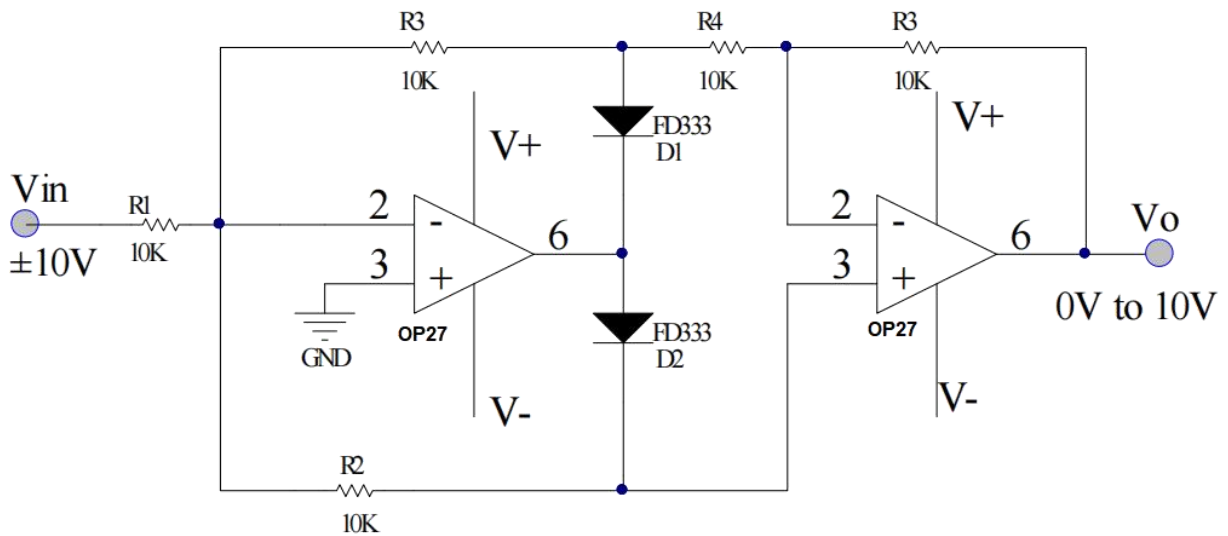 R3
10K
R4
10K
R3
10K
V+
FD333
D1
V+
Vin
R1
10K
±10V
2
-
3
+
6
OP27
GND
V-
FD333
D2
2
-
3
+
6
OP27
V-
Vo
0V to 10V
R2
10K